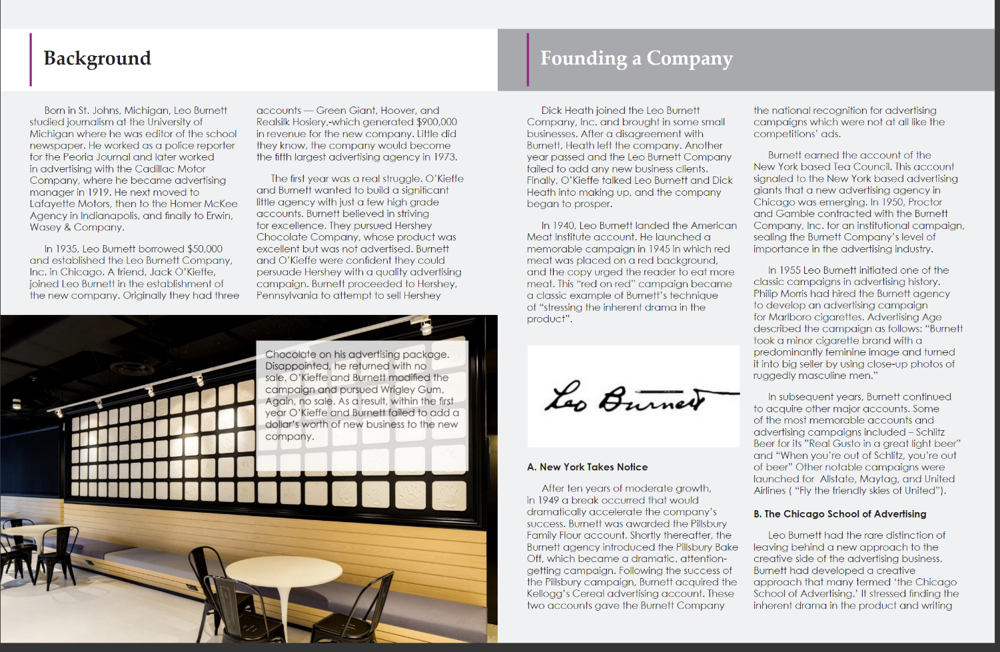 Background
Born in St. Johns, Michigan, Leo Burnett
studied journalism at the University of
Michigan where he was editor of the school
newspaper. He worked as a police reporter
for the Peoria Journal and later worked
in advertising with the Cadillac Motor
Company, where he became advertising
manager in 1919. He next moved to
Lafayette Motors, then to the Homer McKee
Agency in Indianapolis, and finally to Erwin,
Wasey & Company.
In 1935, Leo Burnett borrowed $50,000
and established the Leo Burnett Company,
Inc. in Chicago. A friend, Jack O’Kieffe,
joined Leo Burnett in the establishment of
the new company. Originally they had three
accounts — Green Giant, Hoover, and
Realsilk Hosiery,-which generated $900,000
in revenue for the new company. Little did
they know, the company would become
the fifth largest advertising agency in 1973.
The first year was a real struggle. O’Kieffe
and Burnett wanted to build a significant
little agency with just a few high grade
accounts. Burnett believed in striving
for excellence. They pursued Hershey
Chocolate Company, whose product was
excellent but was not advertised. Burnett
and O’Kieffe were confident they could
persuade Hershey with a quality advertising
campaign. Burnett proceeded to Hershey,
Pennsylvania to attempt to sell Hershey
Chocolate on his advertising package.
Disappointed, he returned with no
sale. O’Kieffe and Burnett modified the
campaign and pursued Wrigley Gum.
Again, no sale. As a result, within the first
year O’Kieffe and Burnett failed to add a
dollar’s worth of new business to the new
company.
Founding a Company
Dick Heath joined the Leo Burnett
Company, Inc. and brought in some small
businesses. After a disagreement with
Burnett, Heath left the company. Another
year passed and the Leo Burnett Company
failed to add any new business clients.
Finally, O’Kieffe talked Leo Burnett and Dick
Heath into making up, and the company
began to prosper.
In 1940, Leo Burnett landed the American
Meat Institute account. He launched a
memorable campaign in 1945 in which red
meat was placed on a red background,
and the copy urged the reader to eat more
meat. This “red on red” campaign became
a classic example of Burnett’s technique
of “stressing the inherent drama in the
product”.
Leo Burnett
A. New York Takes Notice
After ten years of moderate growth,
in 1949 a break occurred that would
dramatically accelerate the company’s
success. Burnett was awarded the Pillsbury
Family Flour account. Shortly thereafter, the
Burnett agency introduced the Pillsbury Bake
Off, which became a dramatic, attention-
getting campaign. Following the success of
the Pillsbury campaign, Burnett acquired the
Kellogg’s Cereal advertising account. These
two accounts gave the Burnett Company
the national recognition for advertising
campaigns which were not at all like the
competitors’ ads.
Burnett earned the account of the
New York based Tea Council. This account
signaled to the New York based advertising
giants that a new advertising agency in
Chicago was emerging. In 1950, Proctor
and Gamble contracted with the Burnett
Company, Inc. for an institutional campaign,
sealing the Burnett Company’s level of
importance in the advertising industry.
In 1955 Leo Burnett initiated one of the
classic campaigns in advertising history.
Philip Morris had hired the Burnett agency
to develop an advertising campaign
for Marlboro cigarettes. Advertising Age
described the campaign as follows: “Burnett
took a minor cigarette brand with a
predominantly feminine image and turned
it into big seller by using close-up photos of
ruggedly masculine men.”
In subsequent years, Burnett continued
to acquire other major accounts. Some
of the most memorable accounts and
advertising campaigns included – Schlitz
Beer for its ”Real Gusto in a great light beer”
and “When you’re out of Schlitz, you’re out
of beer” Other notable campaigns were
launched for Allstate, Maytag, and United
Airlines ( “Fly the friendly skies of United”).
B. The Chicago School of Advertising
Leo Burnett had the rare distinction of
leaving behind a new approach to the
creative side of the advertising business.
Burnett had developed a creative
approach that many termed ‘the Chicago
School of Advertising.’ It stressed finding the
inherent drama in the product and writing